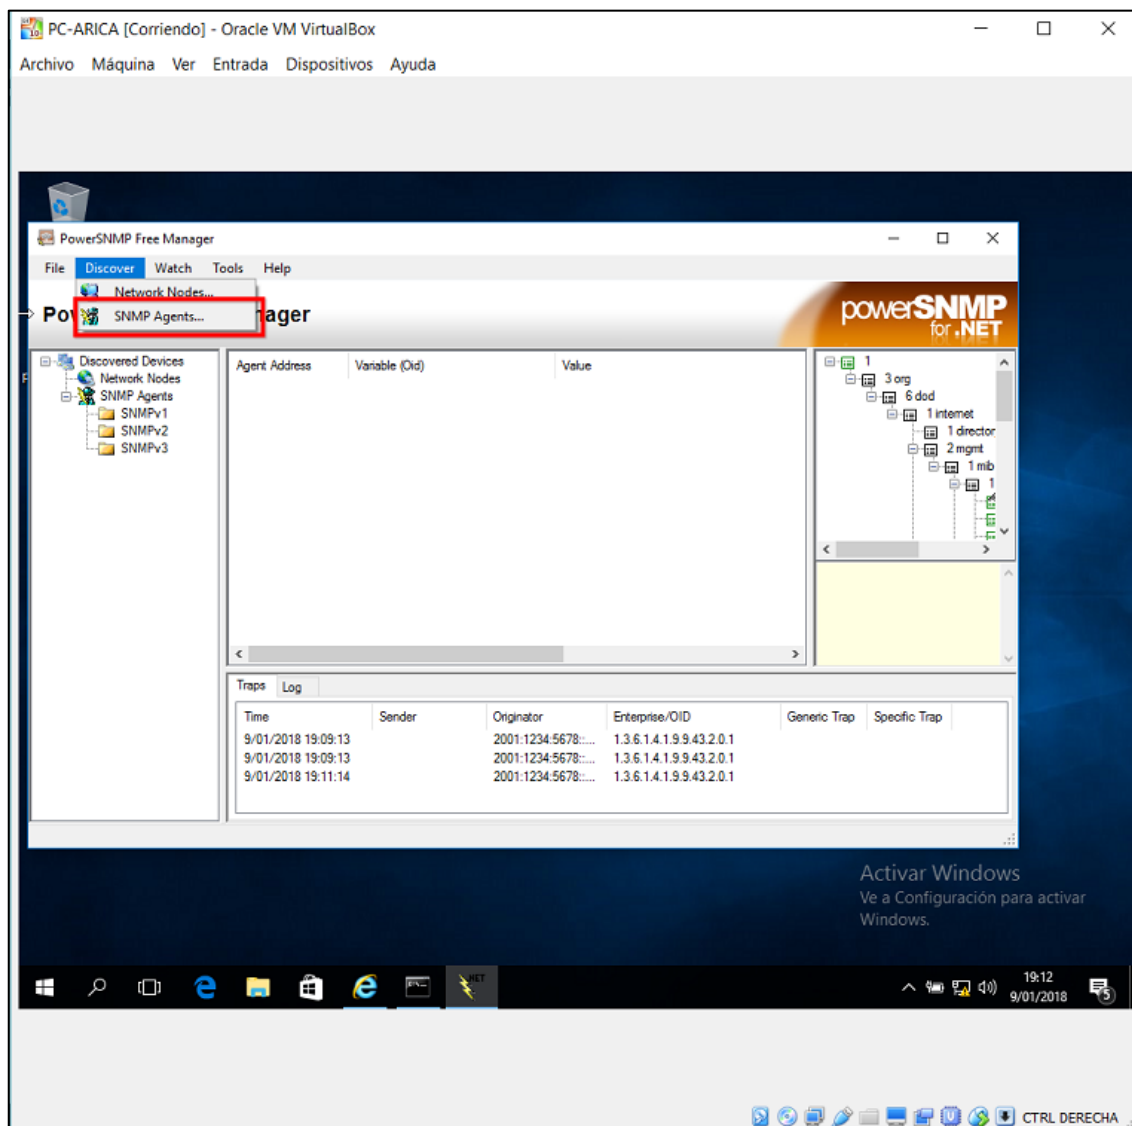 PC-ARICA [Corriendo] - Oracle VM VirtualBox
Archivo Máquina Ver Entrada Dispositivos Ayuda
PowerSNMP Free Manager
File Discover Watch Tools Help
Network Nodes...
SNMP Agents...
Po
nager
powerSNMP
for .NET
Discovered Devices
Network Nodes
SNMP Agents
SNMPv1
SNMPv2
SNMPv3
Agent Address Variable (Oid) Value
1
3 org
6 dod
1 internet
1 director
2 mgmt
1 mib
1
Traps Log
Time Sender Originator Enterprise/OID Generic Trap Specific Trap
9/01/2018 19:09:13 2001:1234:5678::... 1.3.6.1.4.1.9.9.43.2.0.1
9/01/2018 19:09:13 2001:1234:5678::... 1.3.6.1.4.1.9.9.43.2.0.1
9/01/2018 19:11:14 2001:1234:5678::... 1.3.6.1.4.1.9.9.43.2.0.1
Activar Windows
Ve a Configuración para activar
Windows.
.NET
19:12
9/01/2018
5
CTRL DERECHA